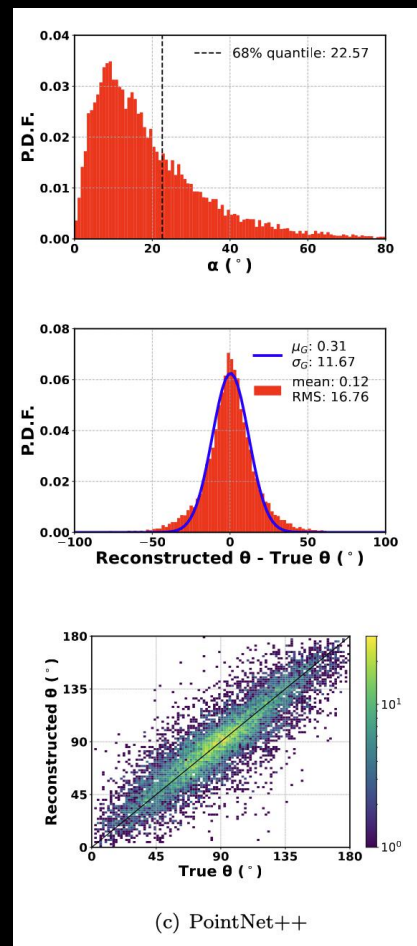 0.04
0.03
0.02
0.01
0.00
P.D.F.
68% quantile: 22.57
0 20 40 60 80
α (°)
0.08
0.06
0.04
0.02
0.00
P.D.F.
μG: 0.31
σG: 11.67
mean: 0.12
RMS: 16.76
−100 −50 0 50 100
Reconstructed θ - True θ (°)
180
135
90
45
0
Reconstructed θ (°)
10¹
10⁰
0 45 90 135 180
True θ (°)
(c) PointNet++